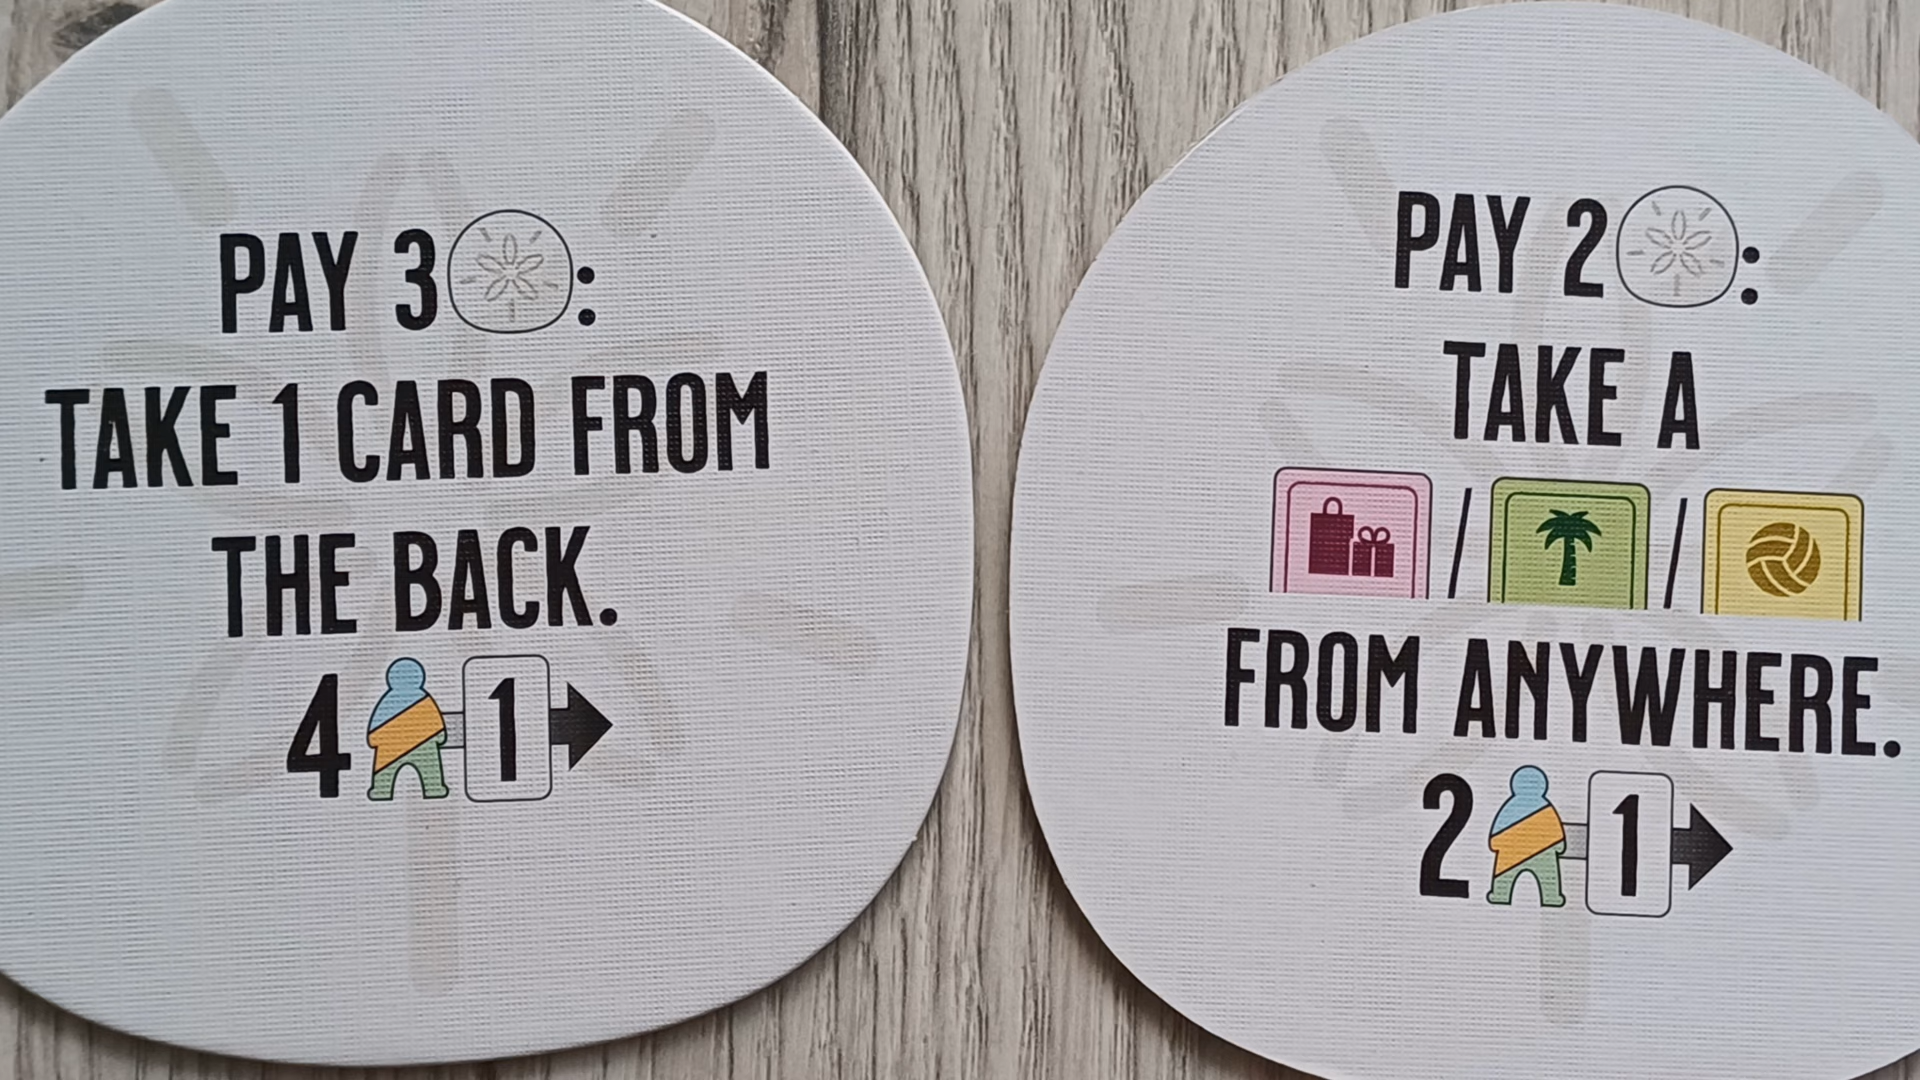 PAY 3 :
TAKE 1 CARD FROM
THE BACK.
4 1
PAY 2 :
TAKE A
/ /
FROM ANYWHERE.
2 1